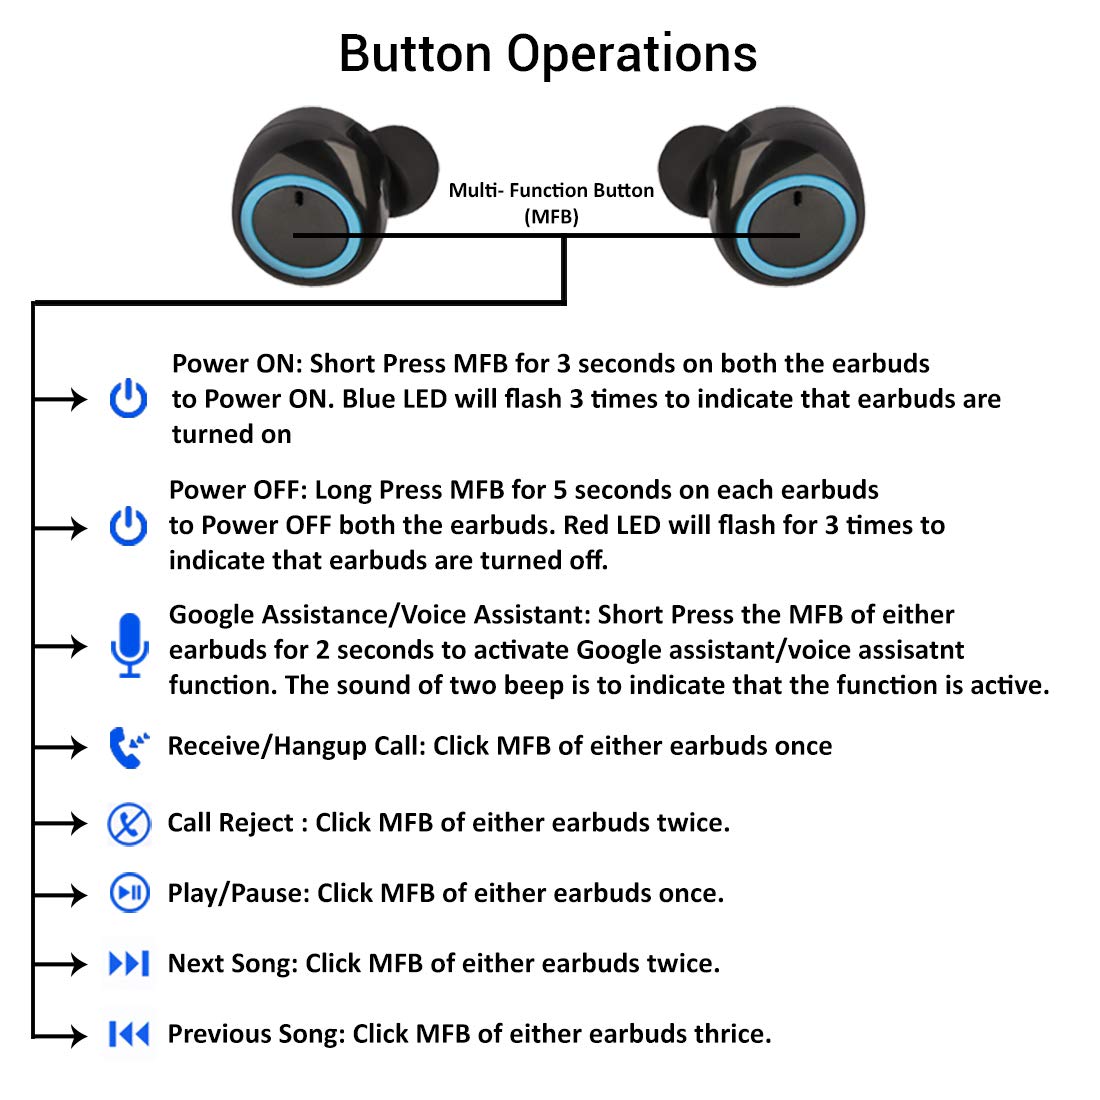 Button Operations
Multi- Function Button
(MFB)
Power ON: Short Press MFB for 3 seconds on both the earbuds
to Power ON. Blue LED will flash 3 times to indicate that earbuds are
turned on
Power OFF: Long Press MFB for 5 seconds on each earbuds
to Power OFF both the earbuds. Red LED will flash for 3 times to
indicate that earbuds are turned off.
Google Assistance/Voice Assistant: Short Press the MFB of either
earbuds for 2 seconds to activate Google assistant/voice assisatnt
function. The sound of two beep is to indicate that the function is active.
Receive/Hangup Call: Click MFB of either earbuds once
Call Reject : Click MFB of either earbuds twice.
Play/Pause: Click MFB of either earbuds once.
Next Song: Click MFB of either earbuds twice.
Previous Song: Click MFB of either earbuds thrice.